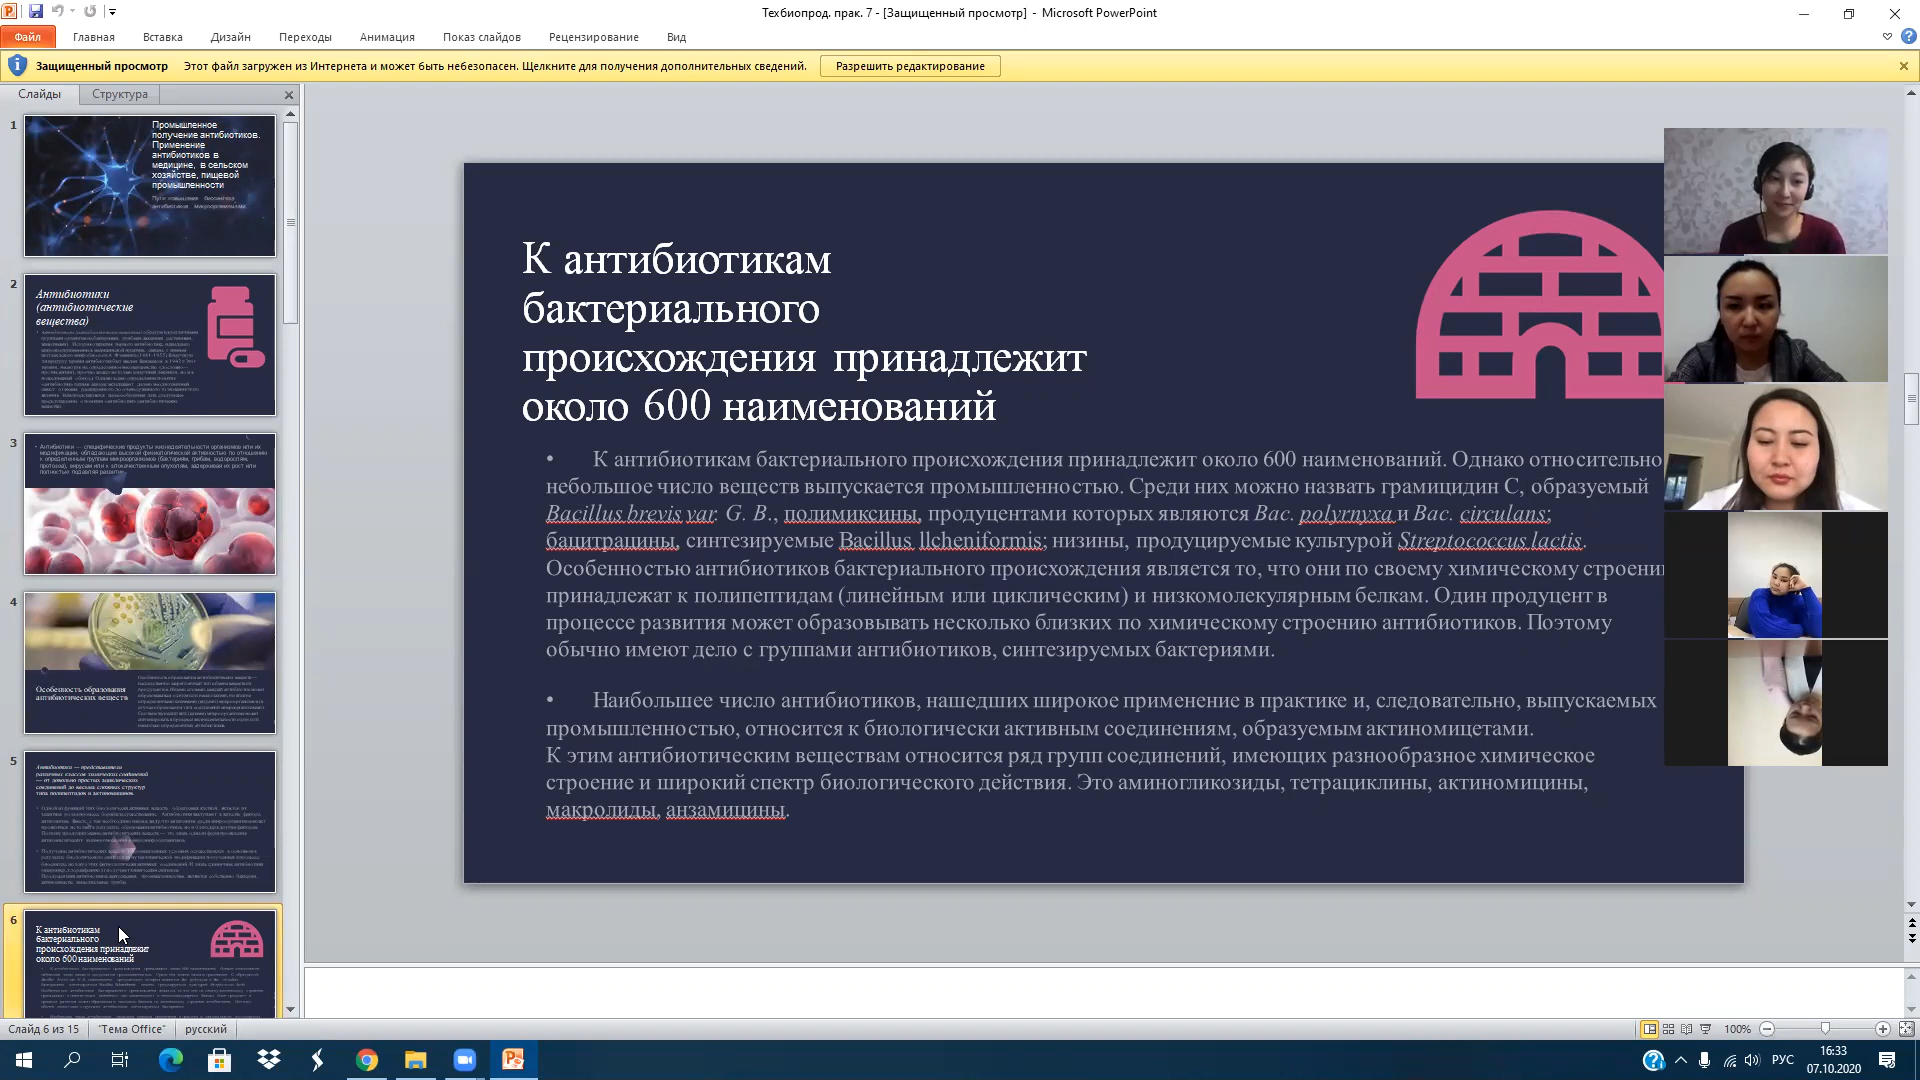 Техбиопрод. прак. 7 - [Защищенный просмотр] - Microsoft PowerPoint
Файл Главная Вставка Дизайн Переходы Анимация Показ слайдов Рецензирование Вид
Защищенный просмотр Этот файл загружен из Интернета и может быть небезопасен. Щелкните для получения дополнительных сведений. Разрешить редактирование
Слайды Структура
1
Промышленное
получение антибиотиков.
Применение
антибиотиков в
медицине, в сельском
хозяйстве, пищевой
промышленности
2
Антибиотики
(антибиотические
вещества)
3
4
Особенность образования
антибиотических веществ
5
6
К антибиотикам
бактериального
происхождения принадлежит
около 600 наименований
К антибиотикам
бактериального
происхождения принадлежит
около 600 наименований
• К антибиотикам бактериального происхождения принадлежит около 600 наименований. Однако относительно
небольшое число веществ выпускается промышленностью. Среди них можно назвать грамицидин С, образуемый
Bacillus brevis var. G. B., полимиксины, продуцентами которых являются Bac. polyrnyxa и Bac. circulans;
бацитрацины, синтезируемые Bacillus llcheniformis; низины, продуцируемые культурой Streptococcus lactis.
Особенностью антибиотиков бактериального происхождения является то, что они по своему химическому строени
принадлежат к полипептидам (линейным или циклическим) и низкомолекулярным белкам. Один продуцент в
процессе развития может образовывать несколько близких по химическому строению антибиотиков. Поэтому
обычно имеют дело с группами антибиотиков, синтезируемых бактериями.
• Наибольшее число антибиотиков, нашедших широкое применение в практике и, следовательно, выпускаемых
промышленностью, относится к биологически активным соединениям, образуемым актиномицетами.
К этим антибиотическим веществам относится ряд групп соединений, имеющих разнообразное химическое
строение и широкий спектр биологического действия. Это аминогликозиды, тетрациклины, актиномицины,
макролиды, анзамицины.
Слайд 6 из 15 "Тема Office" русский 100%
РУС 16:33
07.10.2020